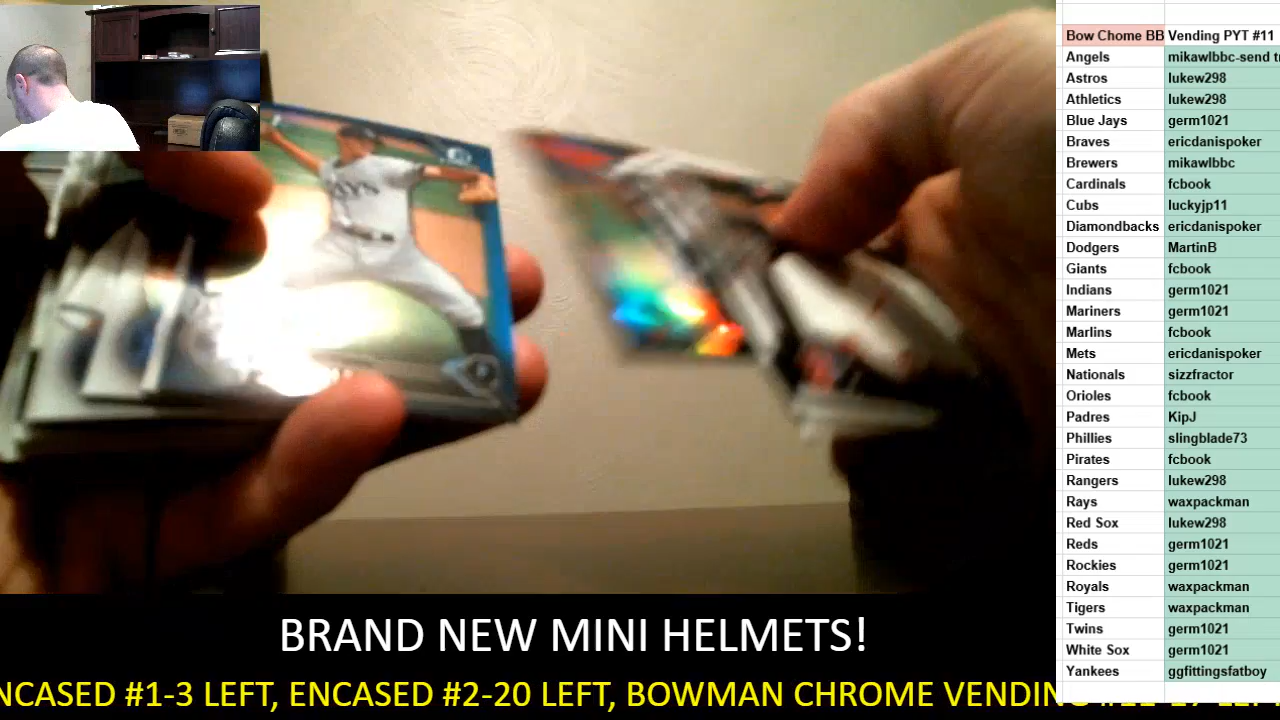 Bow Chome BB Vending PYT #11
Angels mikawlbbc-send
Astros lukew298
Athletics lukew298
Blue Jays germ1021
Braves ericdanispoker
Brewers mikawlbbc
Cardinals fcbook
Cubs luckyjp11
Diamondbacks ericdanispoker
Dodgers MartinB
Giants fcbook
Indians germ1021
Mariners germ1021
Marlins fcbook
Mets ericdanispoker
Nationals sizzfractor
Orioles fcbook
Padres KipJ
Phillies slingblade73
Pirates fcbook
Rangers lukew298
Rays waxpackman
Red Sox lukew298
Reds germ1021
Rockies germ1021
Royals waxpackman
Tigers waxpackman
Twins germ1021
White Sox germ1021
Yankees ggfittingsfatboy
RAYS
BRAND NEW MINI HELMETS!
NCASED #1-3 LEFT, ENCASED #2-20 LEFT, BOWMAN CHROME VENDIN